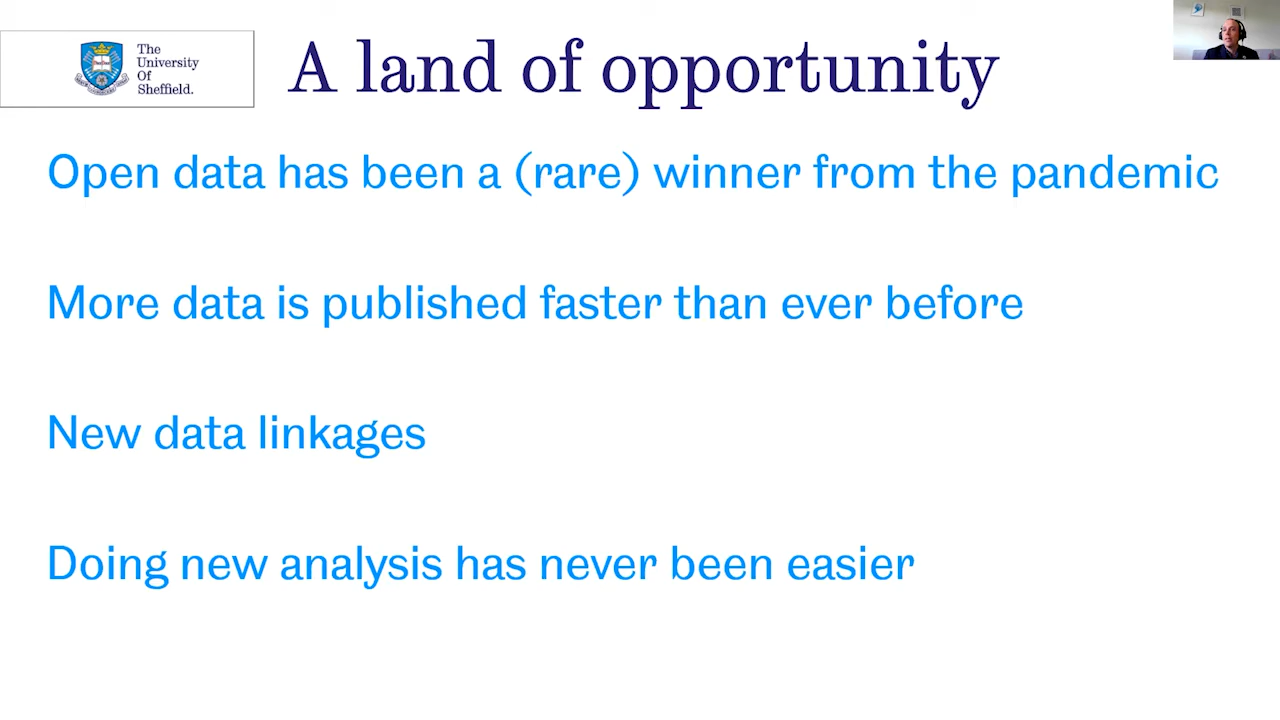 The
University
Of
Sheffield.
A land of opportunity
Open data has been a (rare) winner from the pandemic
More data is published faster than ever before
New data linkages
Doing new analysis has never been easier